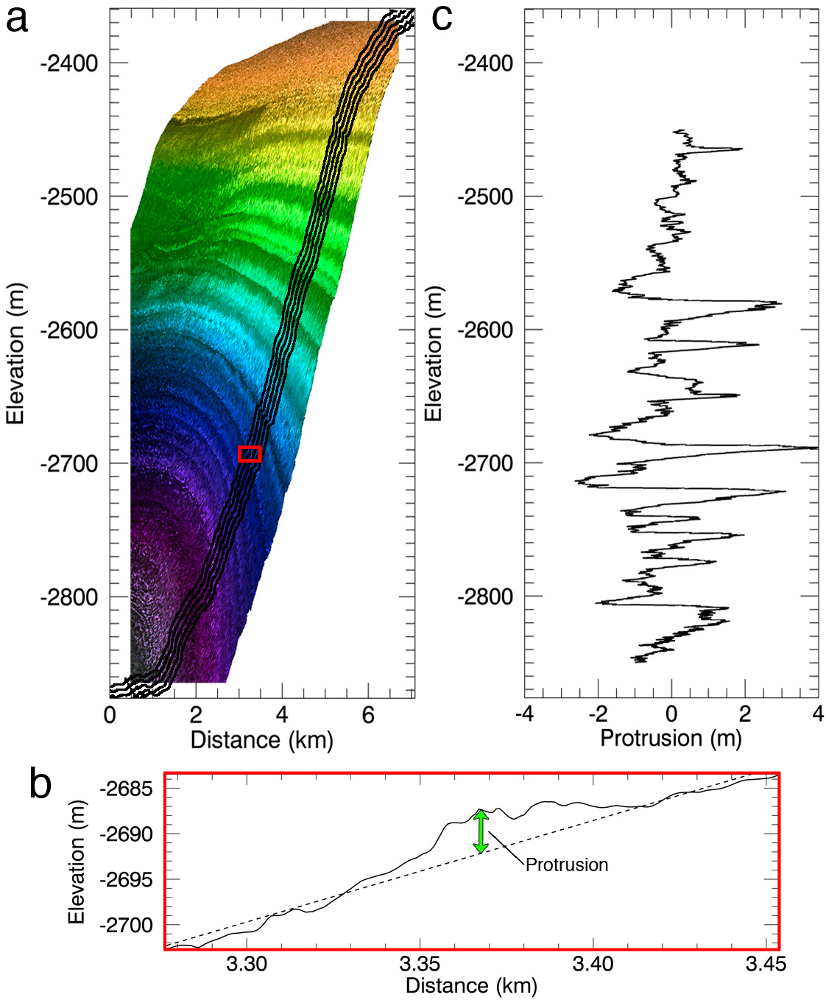 a
-2400
-2500
-2600
-2700
-2800
Elevation (m)
0 2 4 6
Distance (km)
c
-2400
-2500
-2600
-2700
-2800
Elevation (m)
-4 -2 0 2 4
Protrusion (m)
b
-2685
-2690
-2695
-2700
Elevation (m)
Protrusion
3.30 3.35 3.40 3.45
Distance (km)